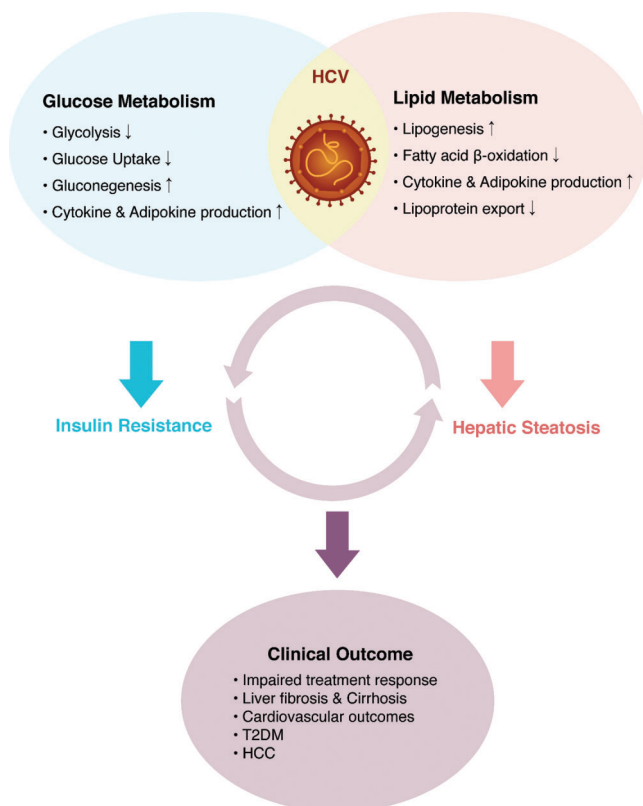 HCV
Glucose Metabolism
• Glycolysis ↓
• Glucose Uptake ↓
• Gluconegenesis ↑
• Cytokine & Adipokine production ↑
Lipid Metabolism
• Lipogenesis ↑
• Fatty acid β-oxidation ↓
• Cytokine & Adipokine production ↑
• Lipoprotein export ↓
Insulin Resistance
Hepatic Steatosis
Clinical Outcome
• Impaired treatment response
• Liver fibrosis & Cirrhosis
• Cardiovascular outcomes
• T2DM
• HCC